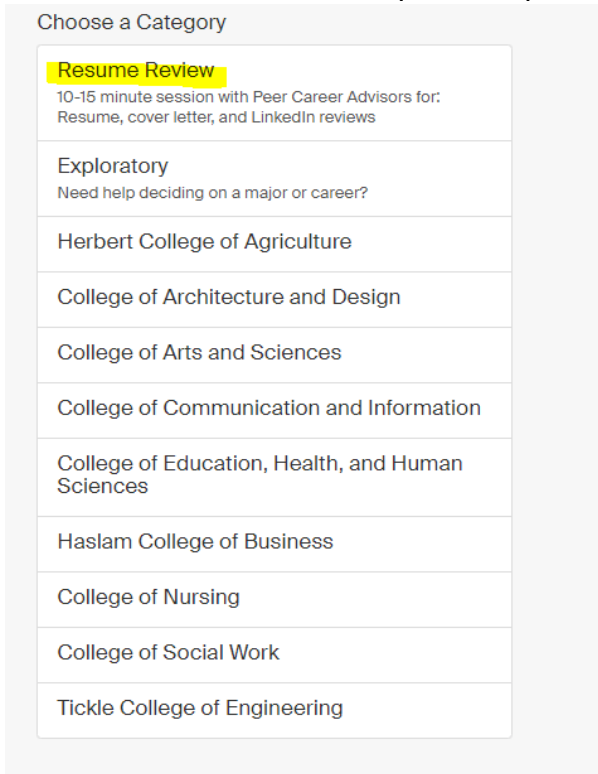 Choose a Category
Resume Review
10-15 minute session with Peer Career Advisors for:
Resume, cover letter, and LinkedIn reviews
Exploratory
Need help deciding on a major or career?
Herbert College of Agriculture
College of Architecture and Design
College of Arts and Sciences
College of Communication and Information
College of Education, Health, and Human
Sciences
Haslam College of Business
College of Nursing
College of Social Work
Tickle College of Engineering